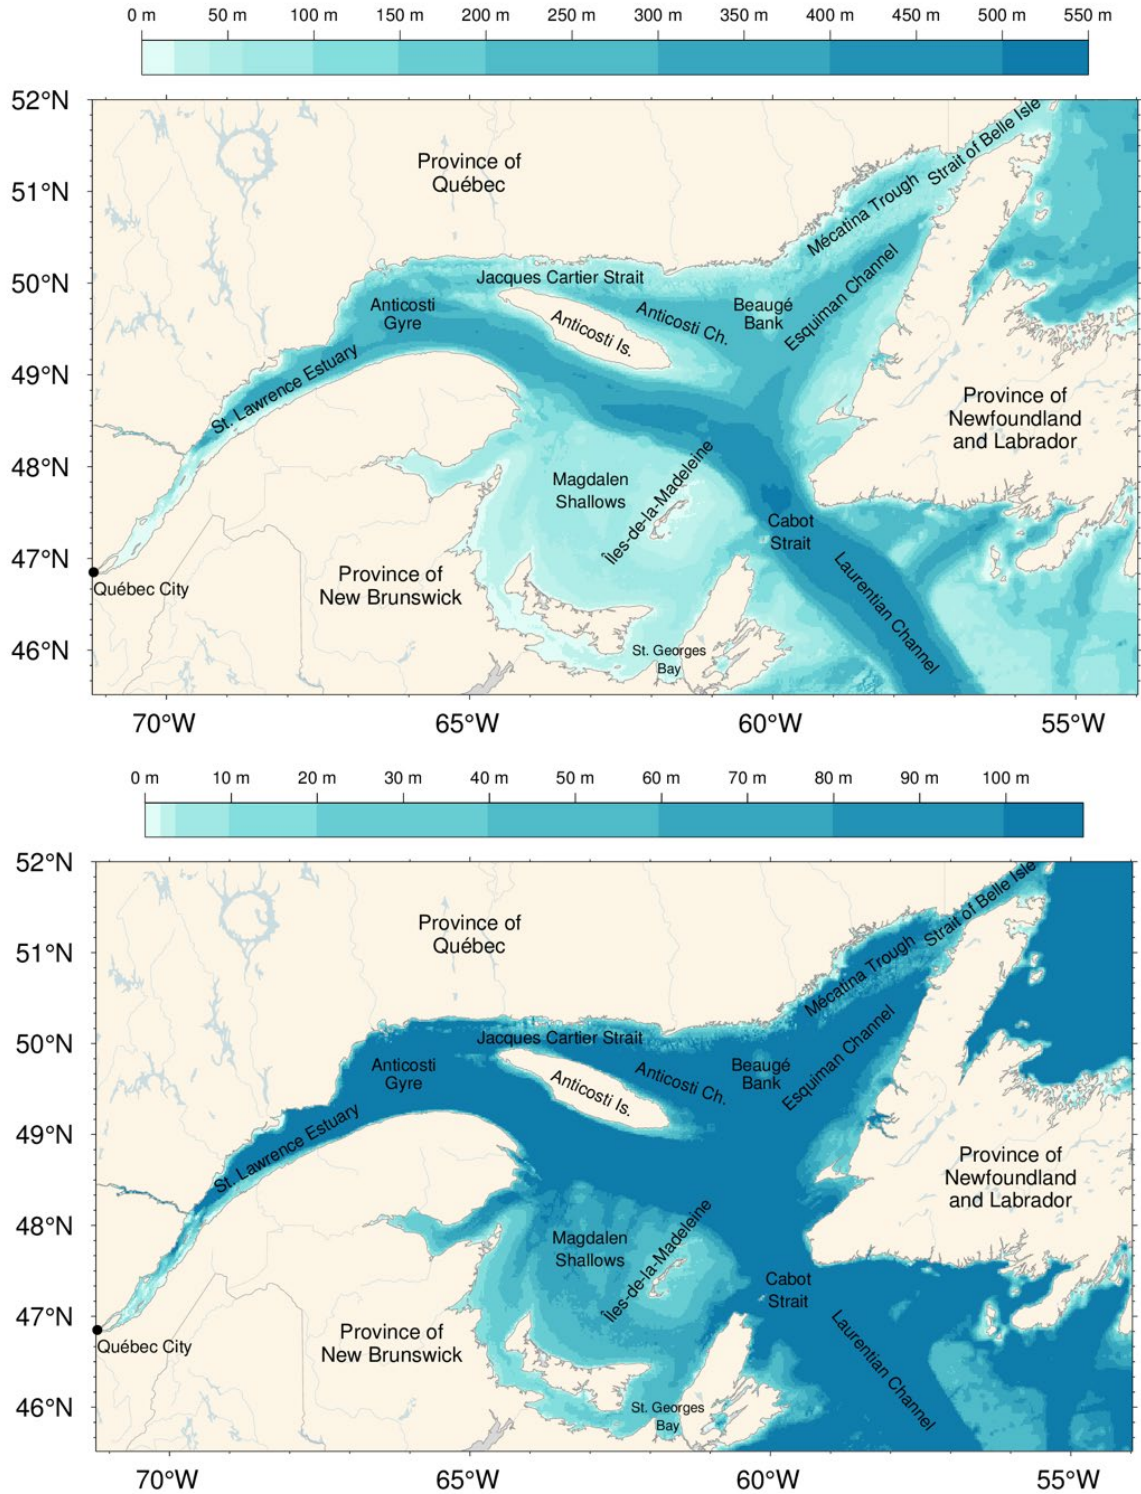 0 m 50 m 100 m 150 m 200 m 250 m 300 m 350 m 400 m 450 m 500 m 550 m
52°N
51°N
50°N
49°N
48°N
47°N
46°N
Province of
Québec
Strait of Belle Isle
Mécatina Trough
Jacques Cartier Strait
Anticosti
Gyre
Anticosti Is.
Anticosti Ch.
Beaugé
Bank
Esquiman Channel
St. Lawrence Estuary
Province of
Newfoundland
and Labrador
Magdalen
Shallows
Îles-de-la-Madeleine
Cabot
Strait
Laurentian Channel
Québec City
Province of
New Brunswick
St. Georges
Bay
70°W 65°W 60°W 55°W
0 m 10 m 20 m 30 m 40 m 50 m 60 m 70 m 80 m 90 m 100 m
52°N
51°N
50°N
49°N
48°N
47°N
46°N
Province of
Québec
Strait of Belle Isle
Mécatina Trough
Jacques Cartier Strait
Anticosti
Gyre
Anticosti Is.
Anticosti Ch.
Beaugé
Bank
Esquiman Channel
St. Lawrence Estuary
Province of
Newfoundland
and Labrador
Magdalen
Shallows
Îles-de-la-Madeleine
Cabot
Strait
Laurentian Channel
Québec City
Province of
New Brunswick
St. Georges
Bay
70°W 65°W 60°W 55°W